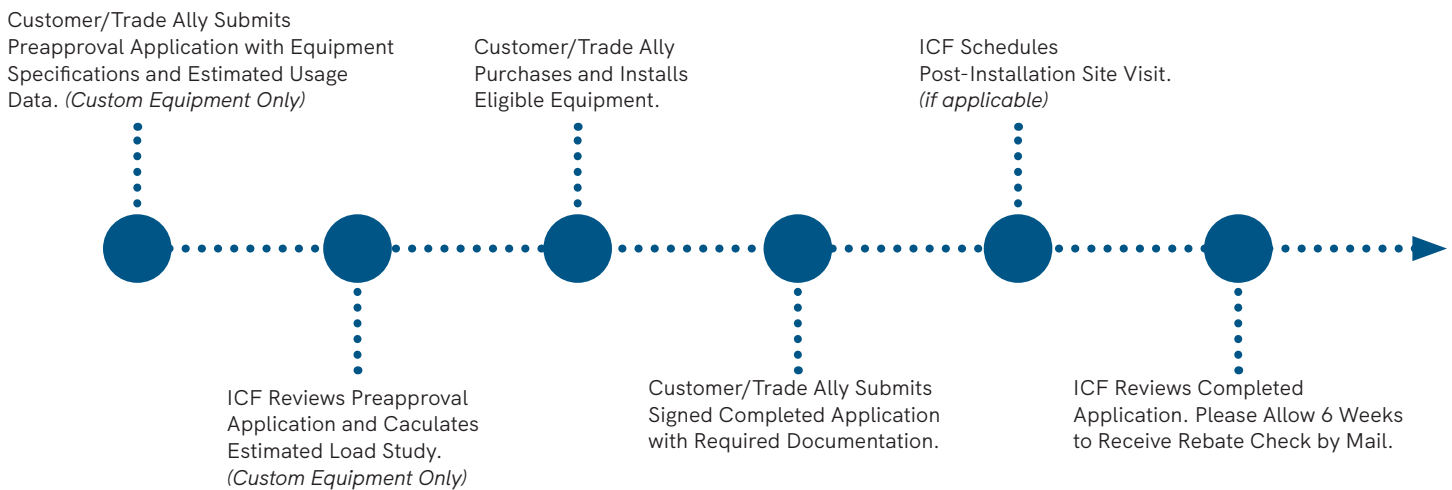 Customer/Trade Ally Submits
Preapproval Application with Equipment
Specifications and Estimated Usage
Data. (Custom Equipment Only)
ICF Reviews Preapproval
Application and Caculates
Estimated Load Study.
(Custom Equipment Only)
Customer/Trade Ally
Purchases and Installs
Eligible Equipment.
Customer/Trade Ally Submits
Signed Completed Application
with Required Documentation.
ICF Schedules
Post-Installation Site Visit.
(if applicable)
ICF Reviews Completed
Application. Please Allow 6 Weeks
to Receive Rebate Check by Mail.